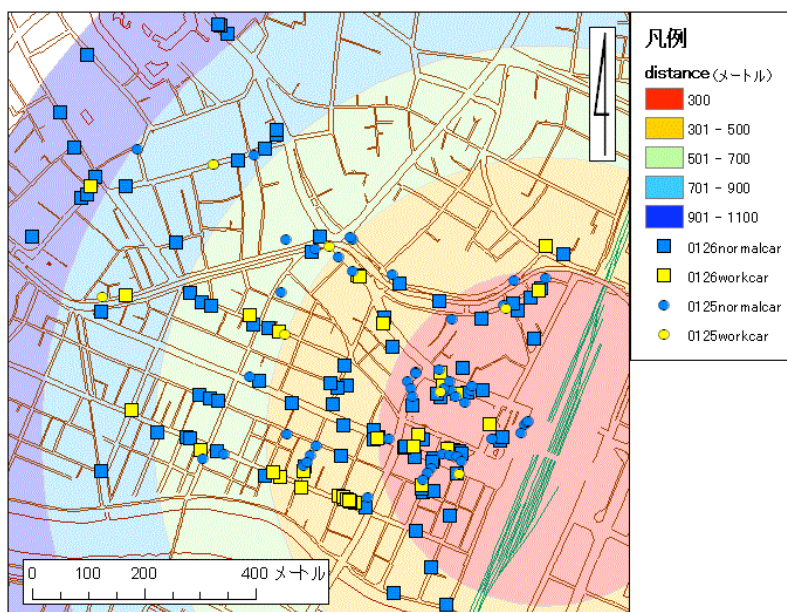 凡例
distance (メートル)
300
301 - 500
501 - 700
701 - 900
901 - 1100
0126normalcar
0126workcar
0125normalcar
0125workcar
0 100 200 400 メートル